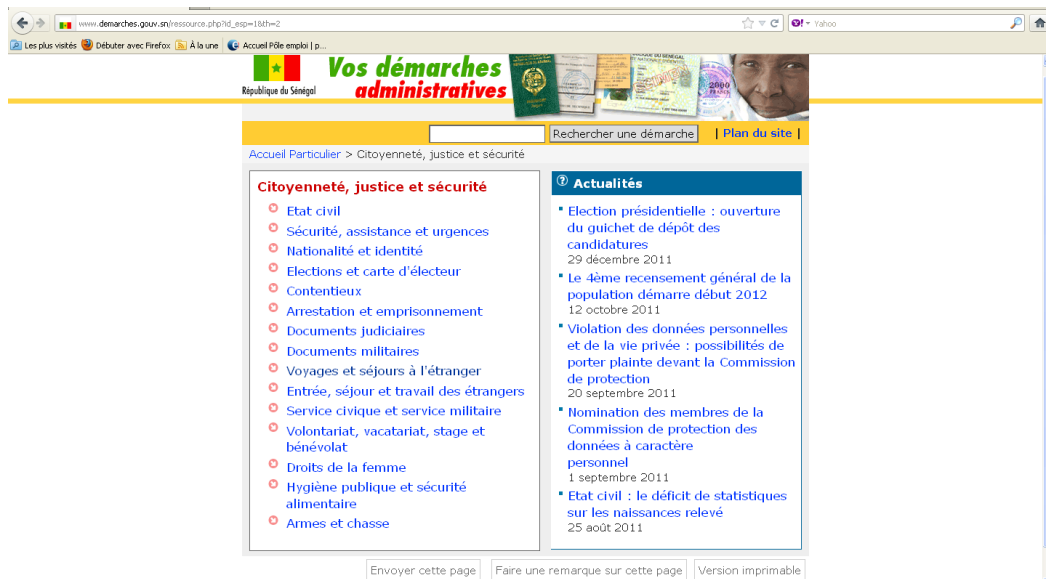 www.demarches.gouv.sn/ressource.php?id_esp=1&th=2
Yahoo
Les plus visités
Débuter avec Firefox
À la une
Accueil Pôle emploi | p...
République du Sénégal
Vos démarches
administratives
2000
Rechercher une démarche
| Plan du site |
Accueil Particulier > Citoyenneté, justice et sécurité
Citoyenneté, justice et sécurité
Etat civil
Sécurité, assistance et urgences
Nationalité et identité
Elections et carte d'électeur
Contentieux
Arrestation et emprisonnement
Documents judiciaires
Documents militaires
Voyages et séjours à l'étranger
Entrée, séjour et travail des étrangers
Service civique et service militaire
Volontariat, vacatariat, stage et
bénévolat
Droits de la femme
Hygiène publique et sécurité
alimentaire
Armes et chasse
Actualités
Election présidentielle : ouverture
du guichet de dépôt des
candidatures
29 décembre 2011
Le 4ème recensement général de la
population démarre début 2012
12 octobre 2011
Violation des données personnelles
et de la vie privée : possibilités de
porter plainte devant la Commission
de protection
20 septembre 2011
Nomination des membres de la
Commission de protection des
données à caractère
personnel
1 septembre 2011
Etat civil : le déficit de statistiques
sur les naissances relevé
25 août 2011
Envoyer cette page
Faire une remarque sur cette page
Version imprimable